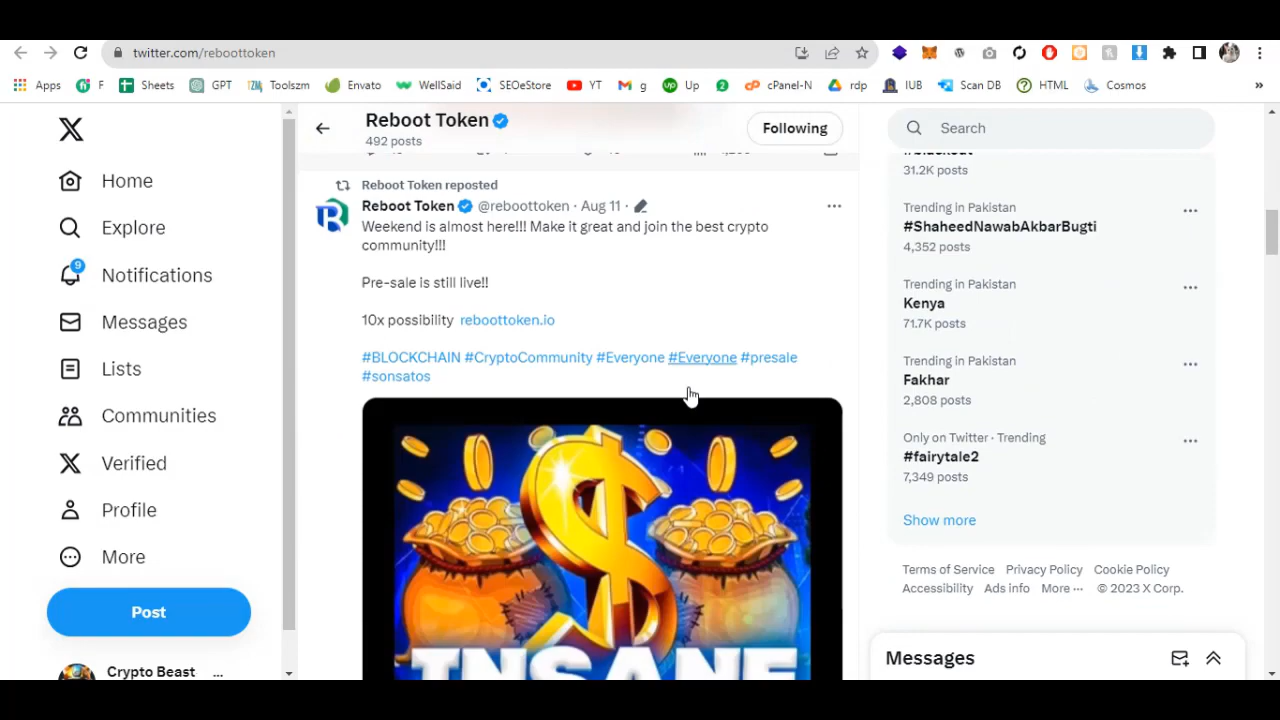 twitter.com/reboottoken
Apps F Sheets GPT Toolszm Envato WellSaid SEOeStore YT g Up cPanel-N rdp IUB Scan DB HTML Cosmos »
Home
Explore
9
Notifications
Messages
Lists
Communities
Verified
Profile
More
Post
Crypto Beast
Reboot Token
492 posts
Following
Reboot Token reposted
Reboot Token @reboottoken · Aug 11 ·
Weekend is almost here!!! Make it great and join the best crypto
community!!!
Pre-sale is still live!!
10x possibility reboottoken.io
#BLOCKCHAIN #CryptoCommunity #Everyone #Everyone #presale
#sonsatos
INSANE
Search
31.2K posts
Trending in Pakistan
#ShaheedNawabAkbarBugti
4,352 posts
Trending in Pakistan
Kenya
71.7K posts
Trending in Pakistan
Fakhar
2,808 posts
Only on Twitter · Trending
#fairytale2
7,349 posts
Show more
Terms of Service Privacy Policy Cookie Policy
Accessibility Ads info More ··· © 2023 X Corp.
Messages